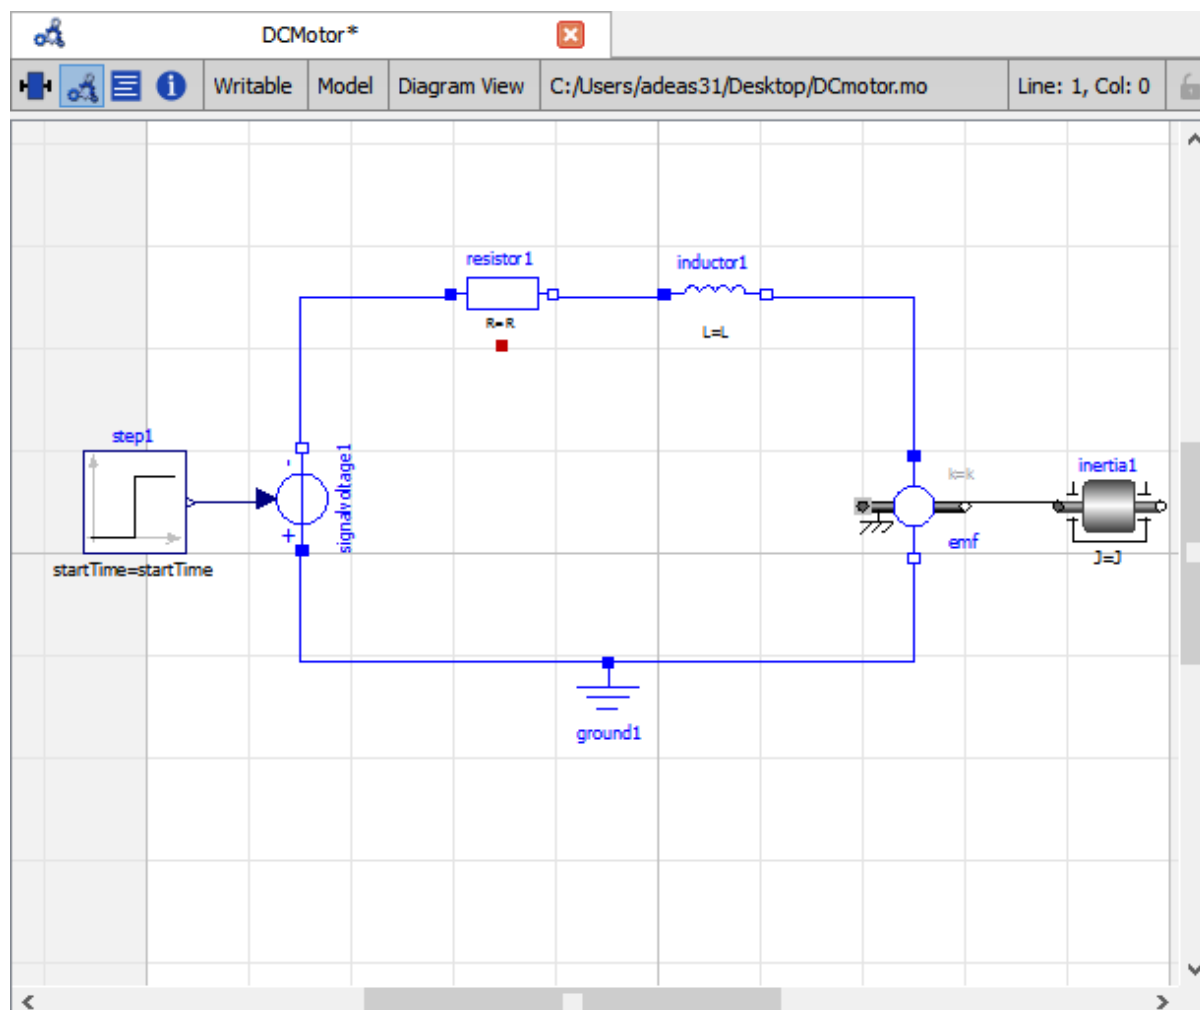 DCMotor*
Writable Model Diagram View C:/Users/adeas31/Desktop/DCmotor.mo Line: 1, Col: 0
resistor1
inductor1
R=R
L=L
step1
signalvoltage1
-
+
k=k
inertia1
emf
J=J
startTime=startTime
ground1